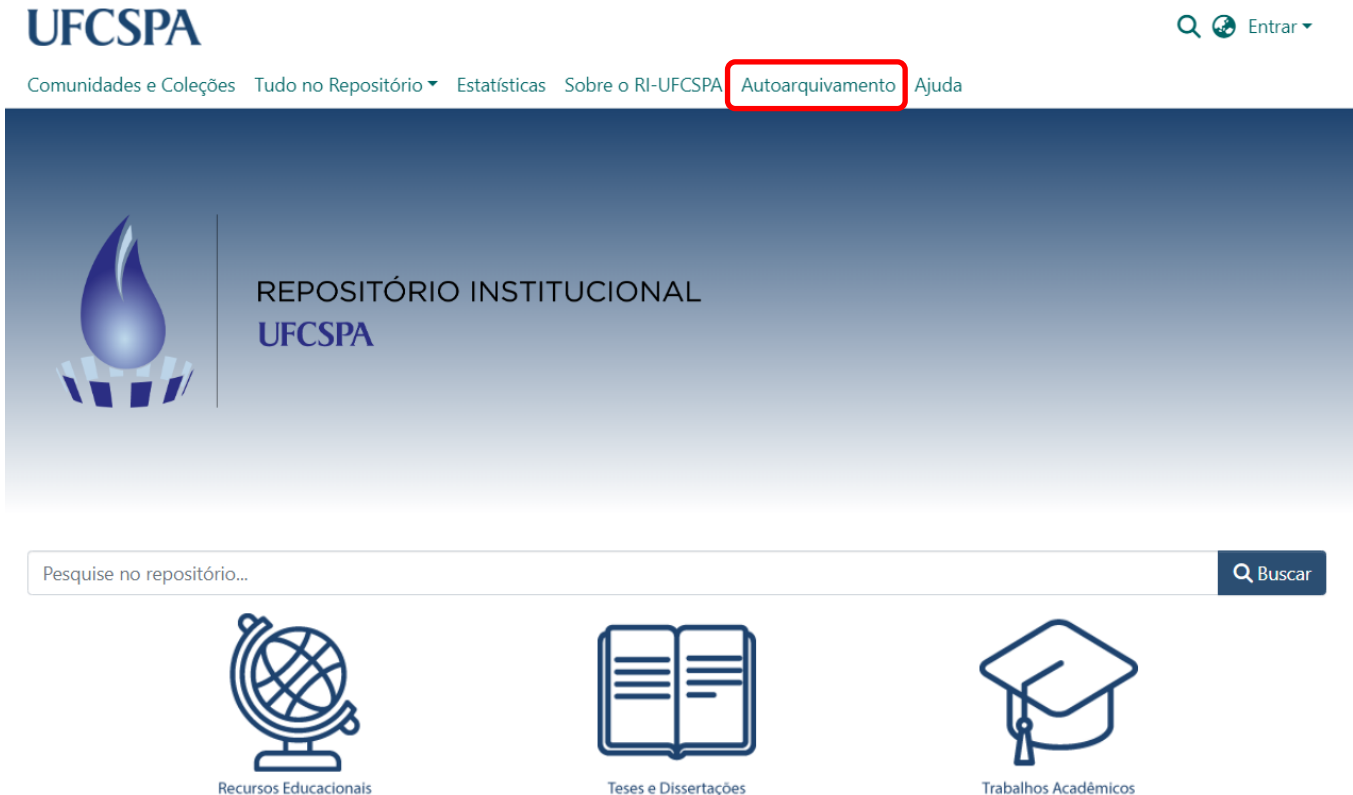 UFCSPA
Entrar
Comunidades e Coleções Tudo no Repositório Estatísticas Sobre o RI-UFCSPA Autoarquivamento Ajuda
REPOSITÓRIO INSTITUCIONAL
UFCSPA
Pesquise no repositório...
Buscar
Recursos Educacionais Teses e Dissertações Trabalhos Acadêmicos